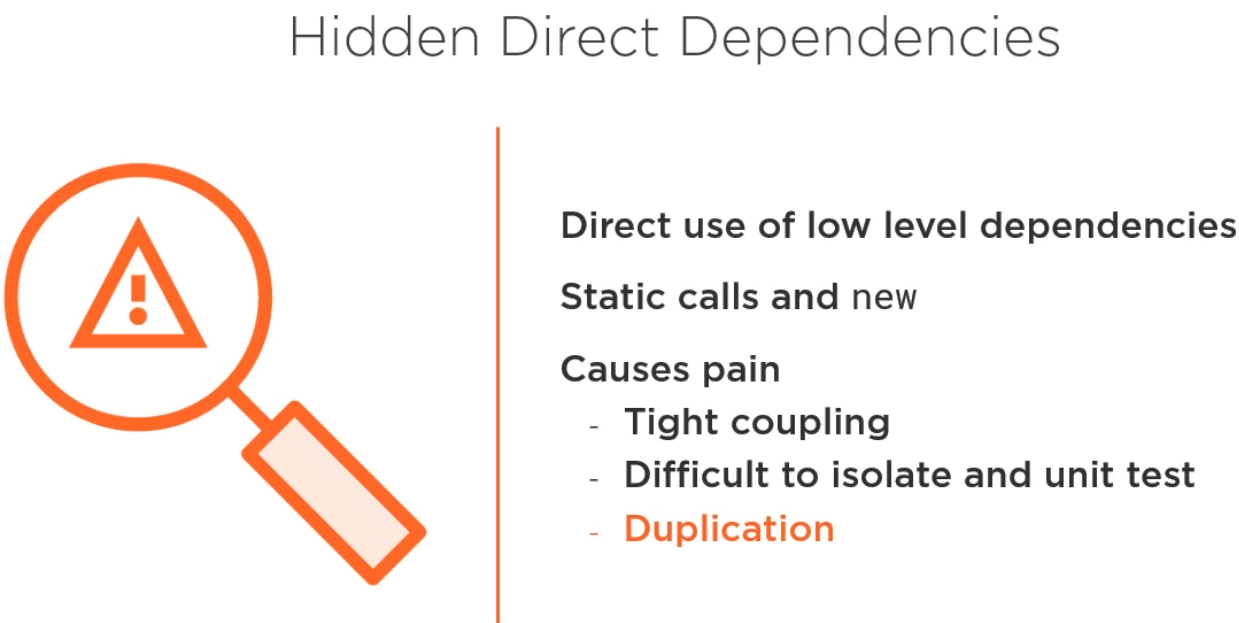 Hidden Direct Dependencies
Direct use of low level dependencies
Static calls and new
Causes pain
- Tight coupling
- Difficult to isolate and unit test
- Duplication